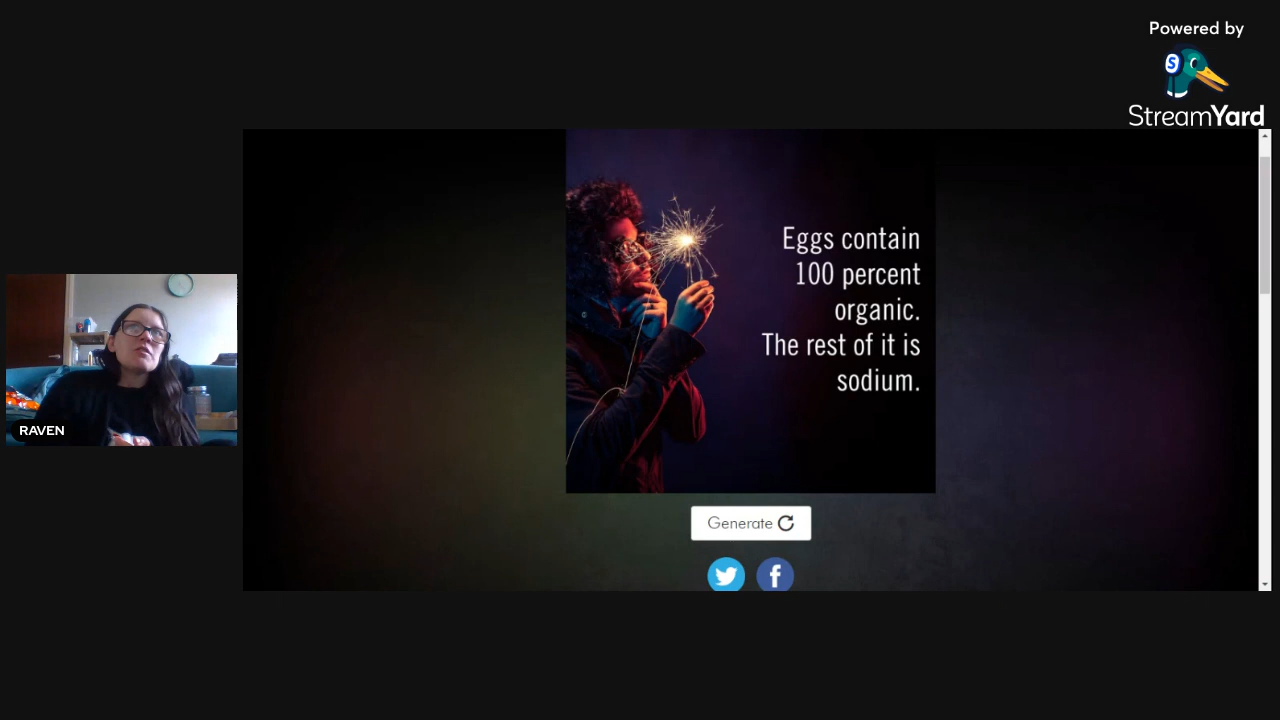 Powered by
StreamYard
Eggs contain
100 percent
organic.
The rest of it is
sodium.
RAVEN
Generate